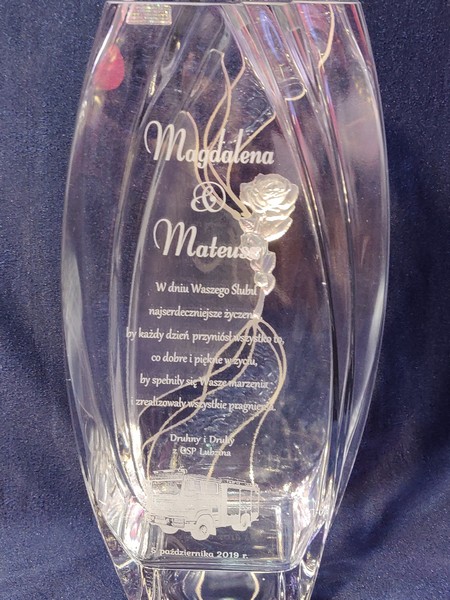 Magdalena
&
Mateusz
W dniu Waszego Ślubu
najserdeczniejsze życzenia,
by każdy dzień przyniósł wszystko to,
co dobre i piękne w życiu,
by spełniły się Wasze marzenia
i zrealizowały wszystkie pragnienia.
Druhny i Druhy
z OSP Lubzina
5 października 2019 r.